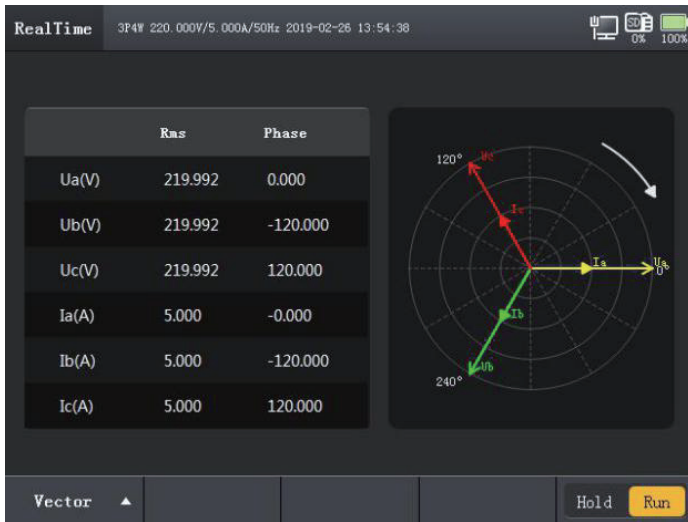 RealTime 3P4W 220.000V/5.000A/50Hz 2019-02-26 13:54:38 SD 0% 100%
Rms Phase
Ua(V) 219.992 0.000
Ub(V) 219.992 -120.000
Uc(V) 219.992 120.000
Ia(A) 5.000 -0.000
Ib(A) 5.000 -120.000
Ic(A) 5.000 120.000
120° Uc
Ic
Ia Ua
0°
Ib
Ub
240°
Vector ▲ Hold Run